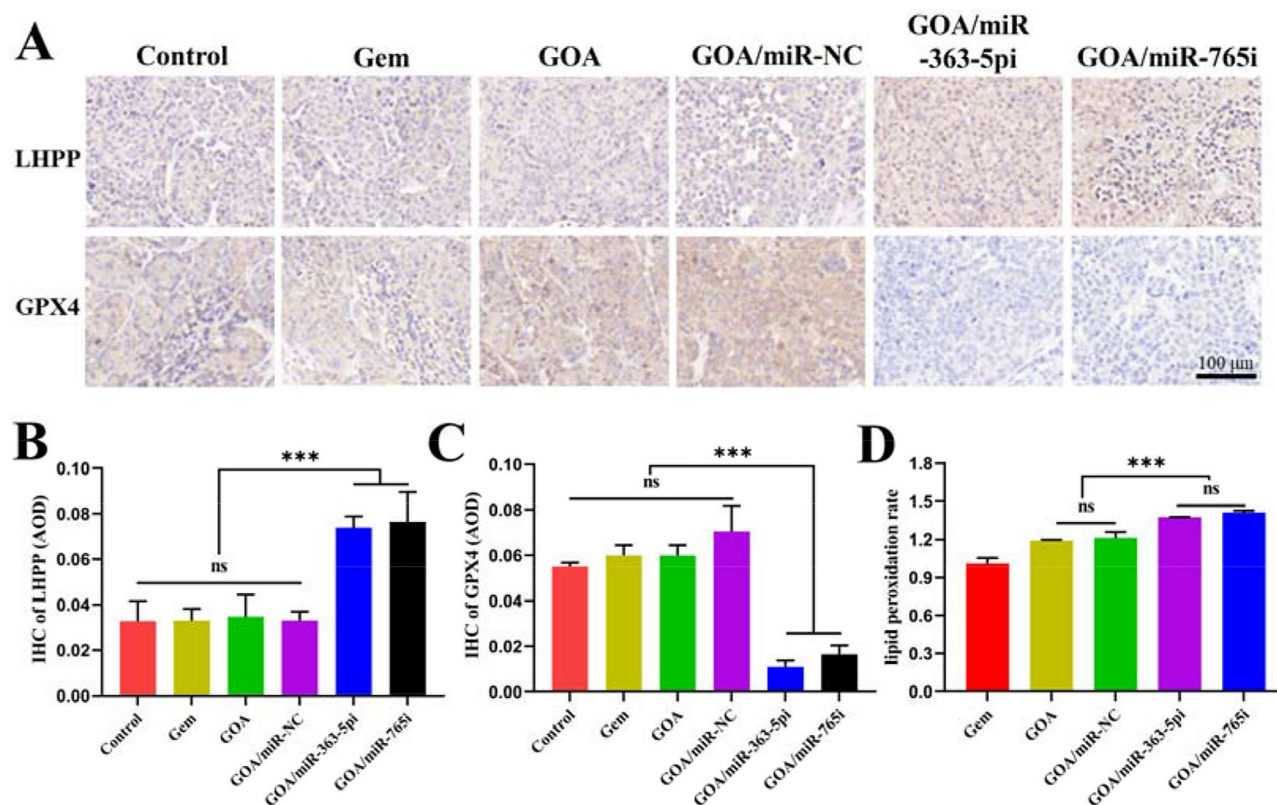 A
Control
Gem
GOA
GOA/miR-NC
GOA/miR
-363-5pi
GOA/miR-765i
LHPP
GPX4
100 μm
B
IHC of LHPP (AOD)
0.10
0.08
0.06
0.04
0.02
0.00
ns
***
Control
Gem
GOA
GOA/miR-NC
GOA/miR-363-5pi
GOA/miR-765i
C
IHC of GPX4 (AOD)
0.10
0.08
0.06
0.04
0.02
0.00
ns
***
Control
Gem
GOA
GOA/miR-NC
GOA/miR-363-5pi
GOA/miR-765i
D
lipid peroxidation rate
1.8
1.5
1.2
0.9
0.6
0.3
0.0
***
ns
ns
Gem
GOA
GOA/miR-NC
GOA/miR-363-5pi
GOA/miR-765i